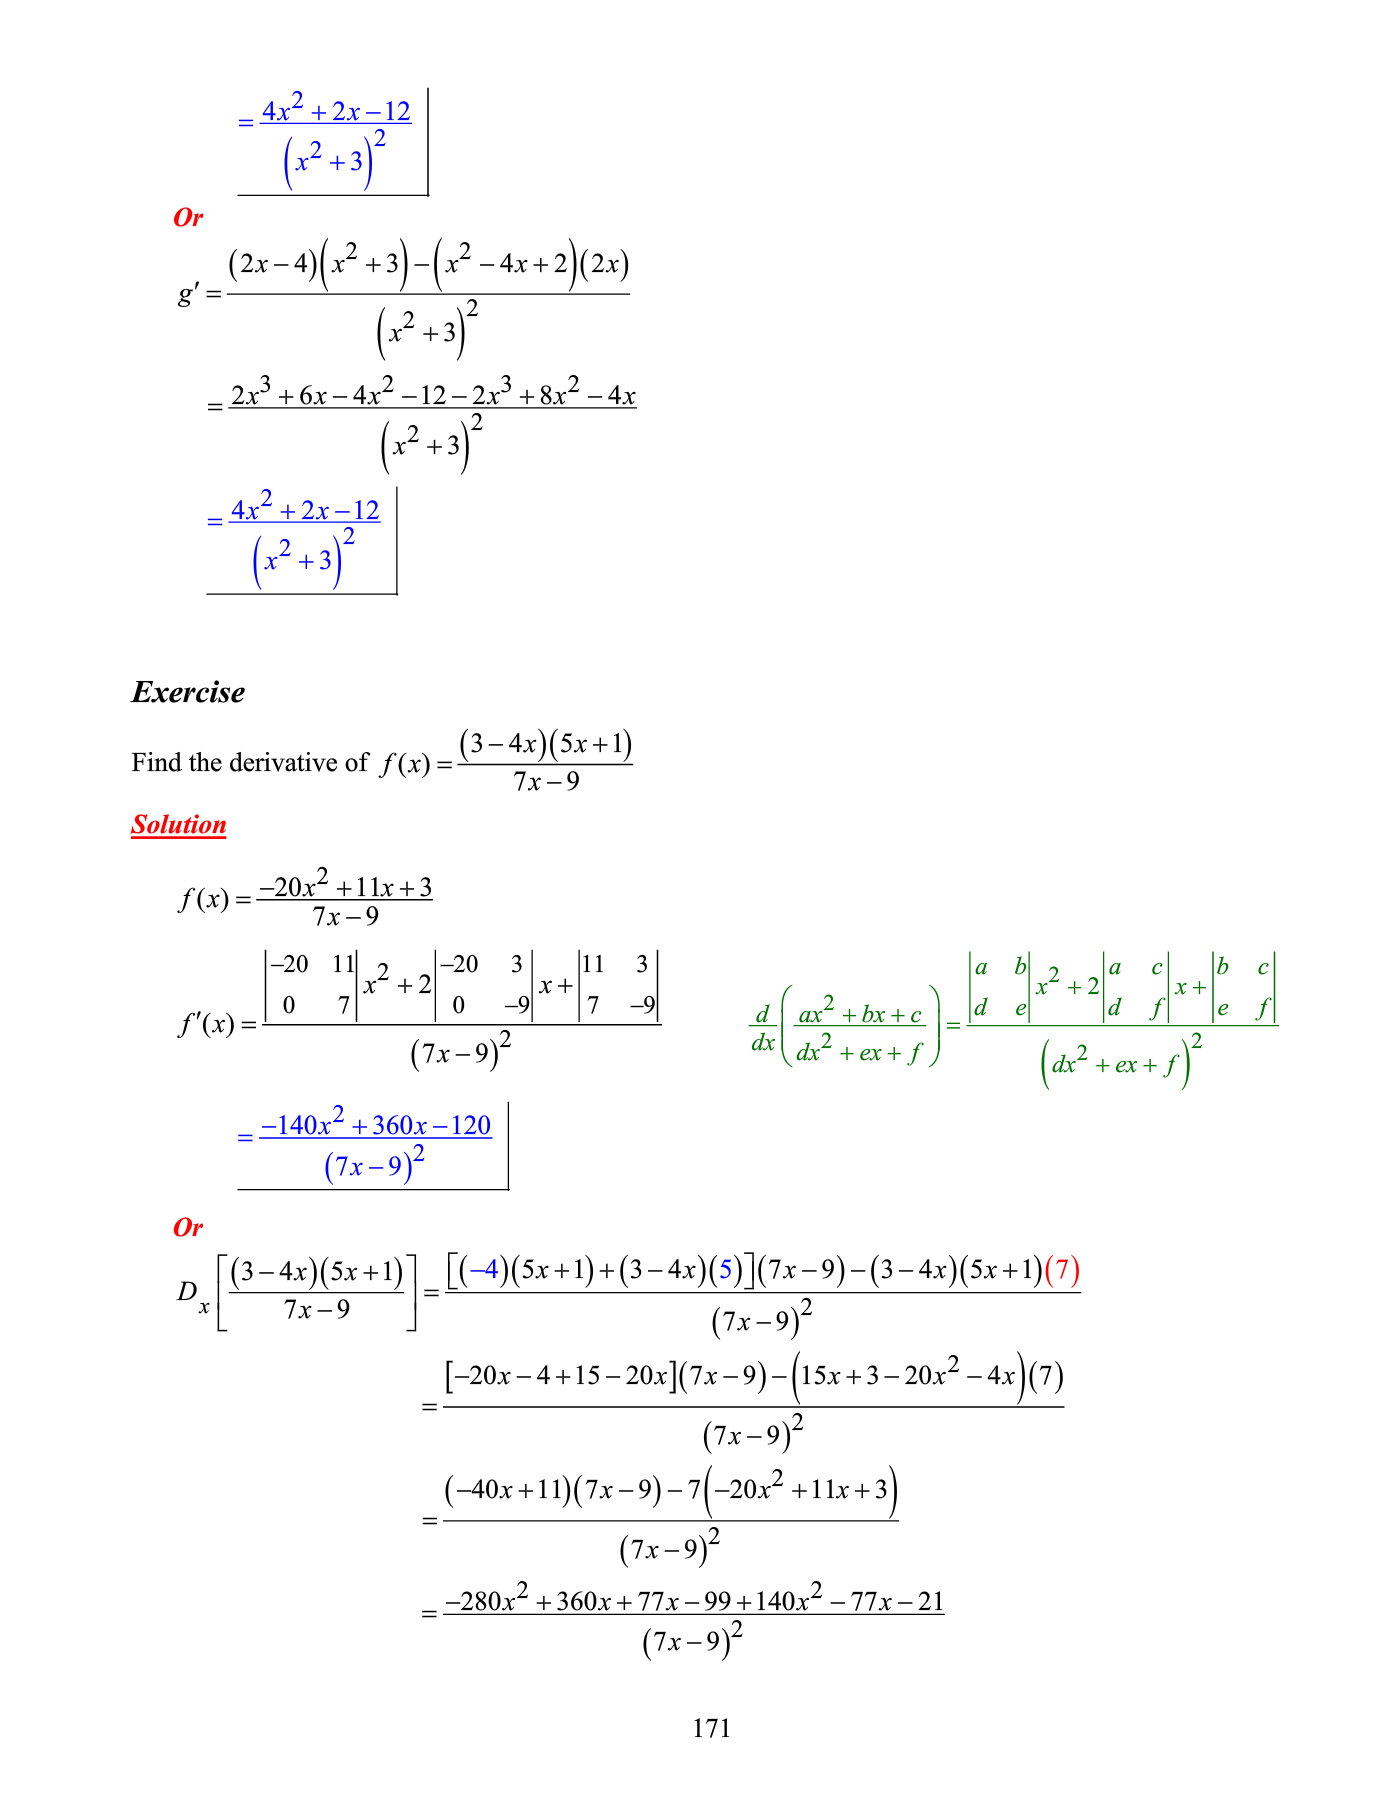 = \frac{4x^2 + 2x - 12}{(x^2 + 3)^2}
Or
g' = \frac{(2x - 4)(x^2 + 3) - (x^2 - 4x + 2)(2x)}{(x^2 + 3)^2}
= \frac{2x^3 + 6x - 4x^2 - 12 - 2x^3 + 8x^2 - 4x}{(x^2 + 3)^2}
= \frac{4x^2 + 2x - 12}{(x^2 + 3)^2}
Exercise
Find the derivative of f(x) = \frac{(3 - 4x)(5x + 1)}{7x - 9}
Solution
f(x) = \frac{-20x^2 + 11x + 3}{7x - 9}
f'(x) = \frac{\begin{vmatrix} -20 & 11 \\ 0 & 7 \end{vmatrix} x^2 + 2 \begin{vmatrix} -20 & 3 \\ 0 & -9 \end{vmatrix} x + \begin{vmatrix} 11 & 3 \\ 7 & -9 \end{vmatrix}}{(7x - 9)^2} \quad \frac{d}{dx}\left(\frac{ax^2 + bx + c}{dx^2 + ex + f}\right) = \frac{\begin{vmatrix} a & b \\ d & e \end{vmatrix} x^2 + 2 \begin{vmatrix} a & c \\ d & f \end{vmatrix} x + \begin{vmatrix} b & c \\ e & f \end{vmatrix}}{(dx^2 + ex + f)^2}
= \frac{-140x^2 + 360x - 120}{(7x - 9)^2}
Or
D_x \left[\frac{(3 - 4x)(5x + 1)}{7x - 9}\right] = \frac{[(-4)(5x + 1) + (3 - 4x)(5)](7x - 9) - (3 - 4x)(5x + 1)(7)}{(7x - 9)^2}
= \frac{[-20x - 4 + 15 - 20x](7x - 9) - (15x + 3 - 20x^2 - 4x)(7)}{(7x - 9)^2}
= \frac{(-40x + 11)(7x - 9) - 7(-20x^2 + 11x + 3)}{(7x - 9)^2}
= \frac{-280x^2 + 360x + 77x - 99 + 140x^2 - 77x - 21}{(7x - 9)^2}
171